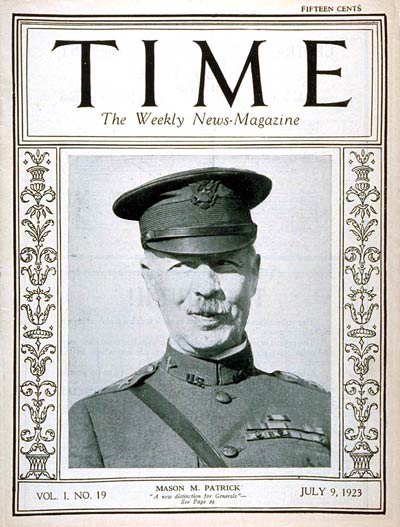 FIFTEEN CENTS
TIME
The Weekly News-Magazine
U.S.
VOL. I, NO. 19
MASON M. PATRICK
"A new distinction for Generals"—
See Page
JULY 9, 1923